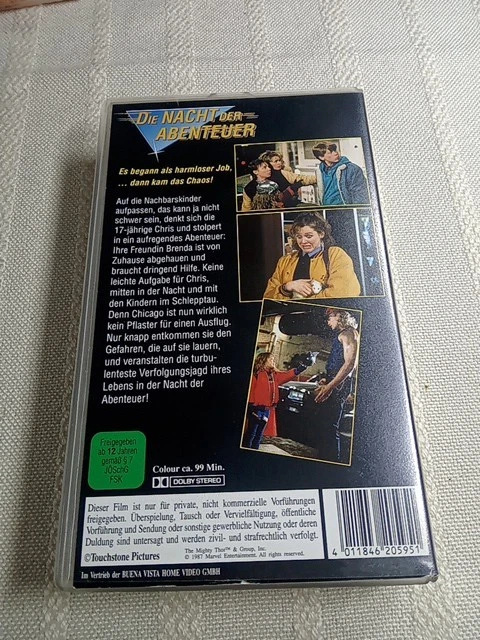 DIE NACHT DER
ABENTEUER
Es begann als harmloser Job,
... dann kam das Chaos!
Auf die Nachbarskinder
aufpassen, das kann ja nicht
schwer sein, denkt sich die
17-jährige Chris und stolpert
in ein aufregendes Abenteuer:
Ihre Freundin Brenda ist von
Zuhause abgehauen und
braucht dringend Hilfe. Keine
leichte Aufgabe für Chris,
mitten in der Nacht und mit
den Kindern im Schlepptau.
Denn Chicago ist nun wirklich
kein Pflaster für einen Ausflug.
Nur knapp entkommen sie den
Gefahren, die auf sie lauern,
und veranstalten die turbu-
lenteste Verfolgungsjagd ihres
Lebens in der Nacht der
Abenteuer!
Freigegeben
ab 12 Jahren
gemäß § 7
JÖSchG
FSK
Colour ca. 99 Min.
DOLBY STEREO
Dieser Film ist nur für private, nicht kommerzielle Vorführungen
freigegeben. Überspielung, Tausch oder Vervielfältigung, öffentliche
Vorführung und Sendung oder sonstige gewerbliche Nutzung oder deren
Duldung sind untersagt und werden zivil- und strafrechtlich verfolgt.
©Touchstone Pictures
The Mighty Thor™ & Group, Inc.
© 1987 Marvel Entertainment. All rights reserved.
Im Vertrieb der BUENA VISTA HOME VIDEO GMBH
4 011846 205951